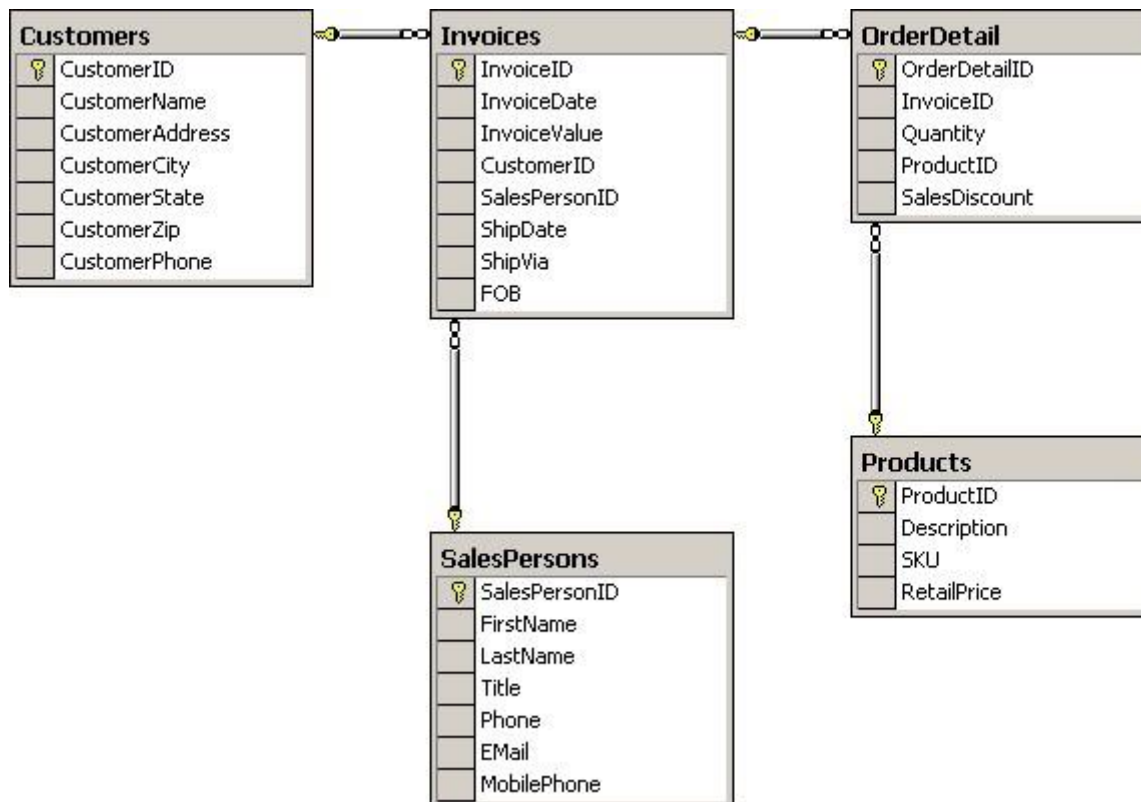 Customers
CustomerID
CustomerName
CustomerAddress
CustomerCity
CustomerState
CustomerZip
CustomerPhone
Invoices
InvoiceID
InvoiceDate
InvoiceValue
CustomerID
SalesPersonID
ShipDate
ShipVia
FOB
OrderDetail
OrderDetailID
InvoiceID
Quantity
ProductID
SalesDiscount
Products
ProductID
Description
SKU
RetailPrice
SalesPersons
SalesPersonID
FirstName
LastName
Title
Phone
EMail
MobilePhone